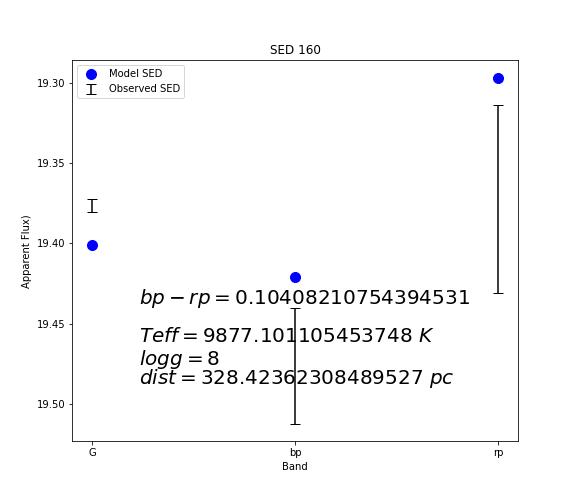 SED 160
Model SED
Observed SED
19.30
19.35
19.40
19.45
19.50
Apparent Flux)
bp − rp = 0.10408210754394531
Teff = 9877.101105453748 K
logg = 8
dist = 328.42362308489527 pc
G
bp
rp
Band